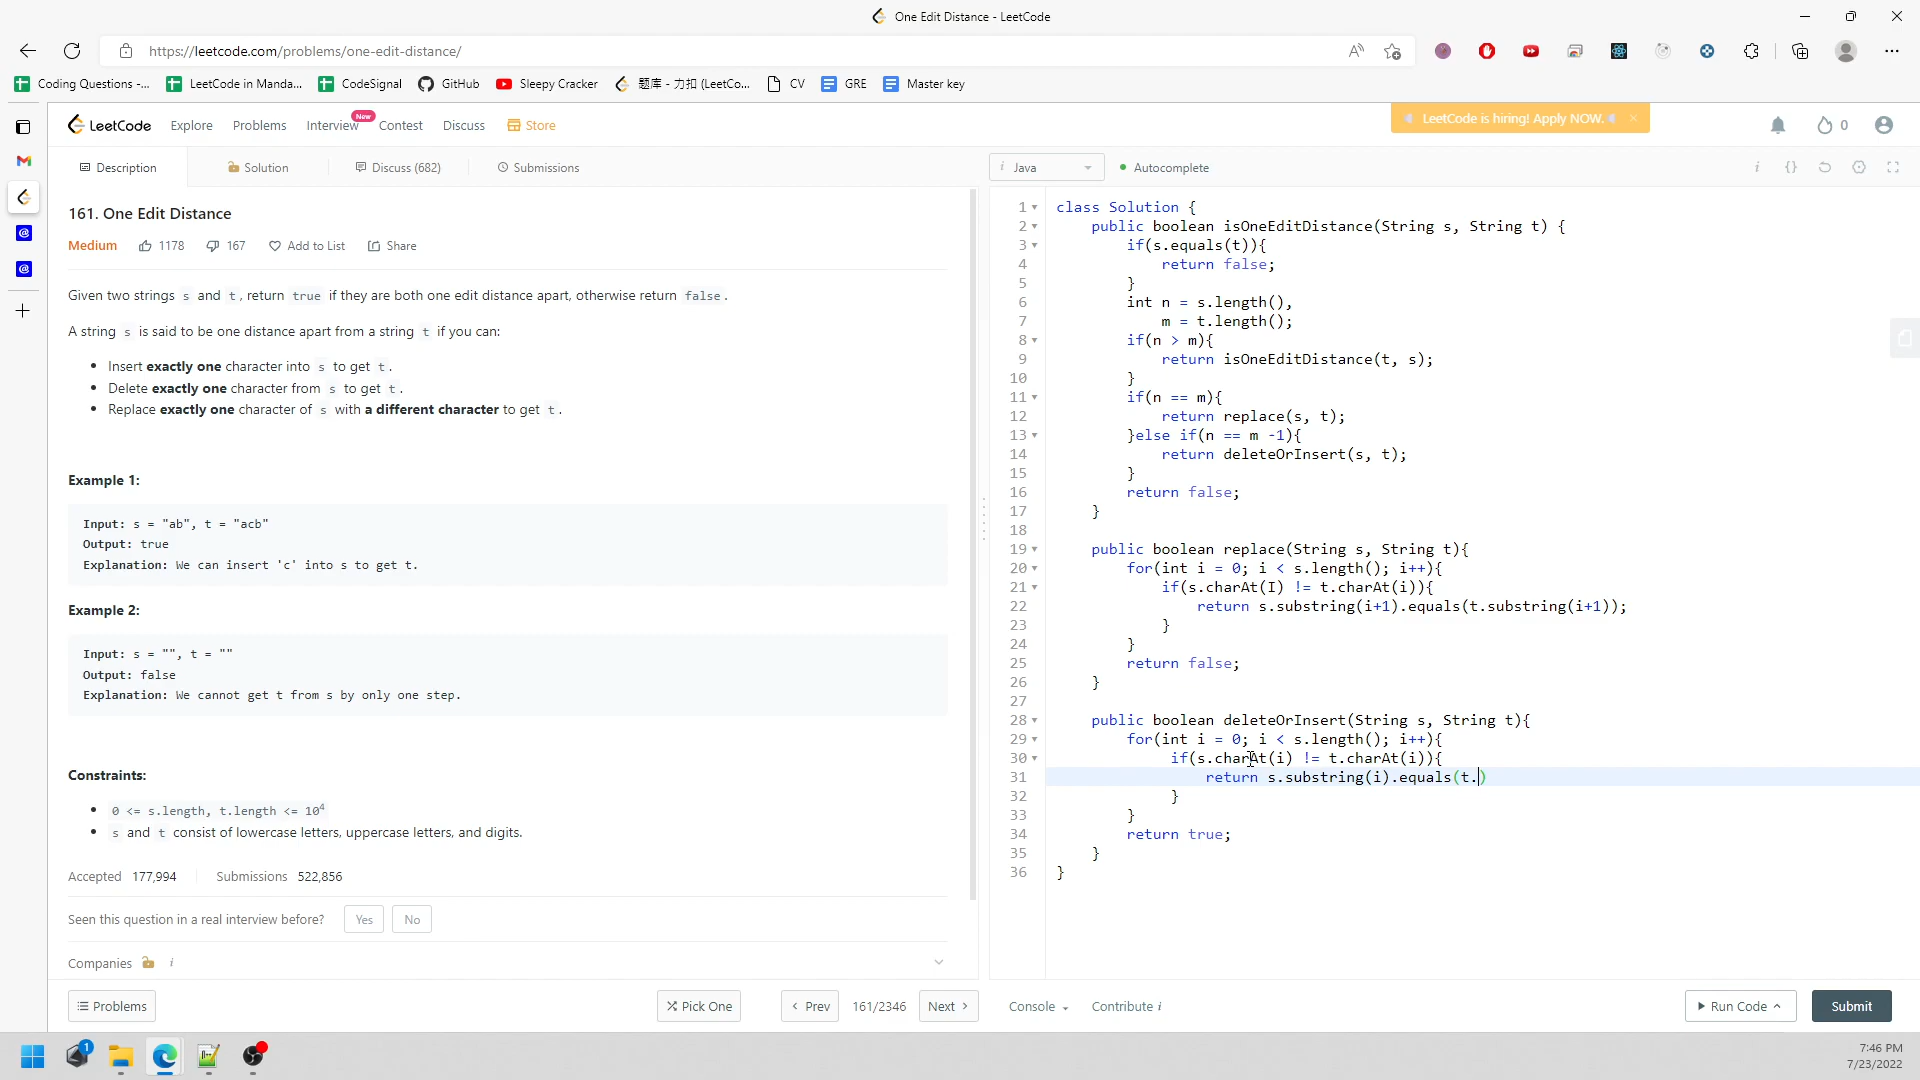 One Edit Distance - LeetCode
https://leetcode.com/problems/one-edit-distance/
Coding Questions -... LeetCode in Manda... CodeSignal GitHub Sleepy Cracker 题库 - 力扣 (LeetCo... CV GRE Master key
LeetCode Explore Problems Interview New Contest Discuss Store LeetCode is hiring! Apply NOW. 0
Description Solution Discuss (682) Submissions
i Java Autocomplete
161. One Edit Distance
Medium 1178 167 Add to List Share
Given two strings s and t, return true if they are both one edit distance apart, otherwise return false.
A string s is said to be one distance apart from a string t if you can:
Insert exactly one character into s to get t.
Delete exactly one character from s to get t.
Replace exactly one character of s with a different character to get t.
Example 1:
Input: s = "ab", t = "acb"
Output: true
Explanation: We can insert 'c' into s to get t.
Example 2:
Input: s = "", t = ""
Output: false
Explanation: We cannot get t from s by only one step.
Constraints:
0 <= s.length, t.length <= 10⁴
s and t consist of lowercase letters, uppercase letters, and digits.
Accepted 177,994 Submissions 522,856
Seen this question in a real interview before? Yes No
Companies i
Problems Pick One Prev 161/2346 Next
1 class Solution {
2 public boolean isOneEditDistance(String s, String t) {
3 if(s.equals(t)){
4 return false;
5 }
6 int n = s.length(),
7 m = t.length();
8 if(n > m){
9 return isOneEditDistance(t, s);
10 }
11 if(n == m){
12 return replace(s, t);
13 }else if(n == m -1){
14 return deleteOrInsert(s, t);
15 }
16 return false;
17 }
18
19 public boolean replace(String s, String t){
20 for(int i = 0; i < s.length(); i++){
21 if(s.charAt(I) != t.charAt(i)){
22 return s.substring(i+1).equals(t.substring(i+1));
23 }
24 }
25 return false;
26 }
27
28 public boolean deleteOrInsert(String s, String t){
29 for(int i = 0; i < s.length(); i++){
30 if(s.charAt(i) != t.charAt(i)){
31 return s.substring(i).equals(t.)
32 }
33 }
34 return true;
35 }
36 }
Console Contribute i Run Code Submit
1
7:46 PM
7/23/2022